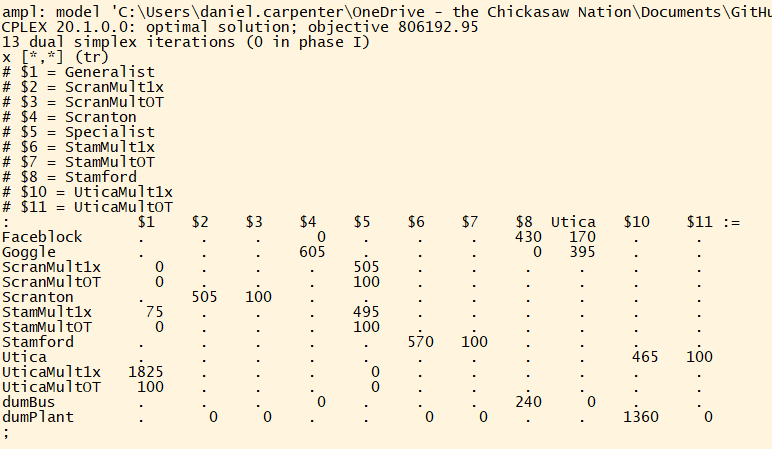 ampl: model 'C:\Users\daniel.carpenter\OneDrive - the Chickasaw Nation\Documents\GitHu
CPLEX 20.1.0.0: optimal solution; objective 806192.95
13 dual simplex iterations (0 in phase I)
x [*,*] (tr)
# $1 = Generalist
# $2 = ScranMult1x
# $3 = ScranMultOT
# $4 = Scranton
# $5 = Specialist
# $6 = StamMult1x
# $7 = StamMultOT
# $8 = Stamford
# $10 = UticaMult1x
# $11 = UticaMultOT
:              $1    $2    $3    $4    $5    $6    $7    $8  Utica   $10   $11 :=
Faceblock      .     .     .     0     .     .     .    430   170     .     .
Goggle         .     .     .    605    .     .     .      0   395     .     .
ScranMult1x    0     .     .     .    505    .     .     .     .      .     .
ScranMultOT    0     .     .     .    100    .     .     .     .      .     .
Scranton       .    505   100    .     .     .     .     .     .      .     .
StamMult1x    75     .     .     .    495    .     .     .     .      .     .
StamMultOT     0     .     .     .    100    .     .     .     .      .     .
Stamford       .     .     .     .     .    570   100    .     .      .     .
Utica          .     .     .     .     .     .     .     .     .     465   100
UticaMult1x  1825    .     .     .     0     .     .     .     .      .     .
UticaMultOT   100    .     .     .     0     .     .     .     .      .     .
dumBus         .     .     .     0     .     .     .    240    0      .     .
dumPlant       .     0     0     .     .     0     0     .     .    1360    0
;